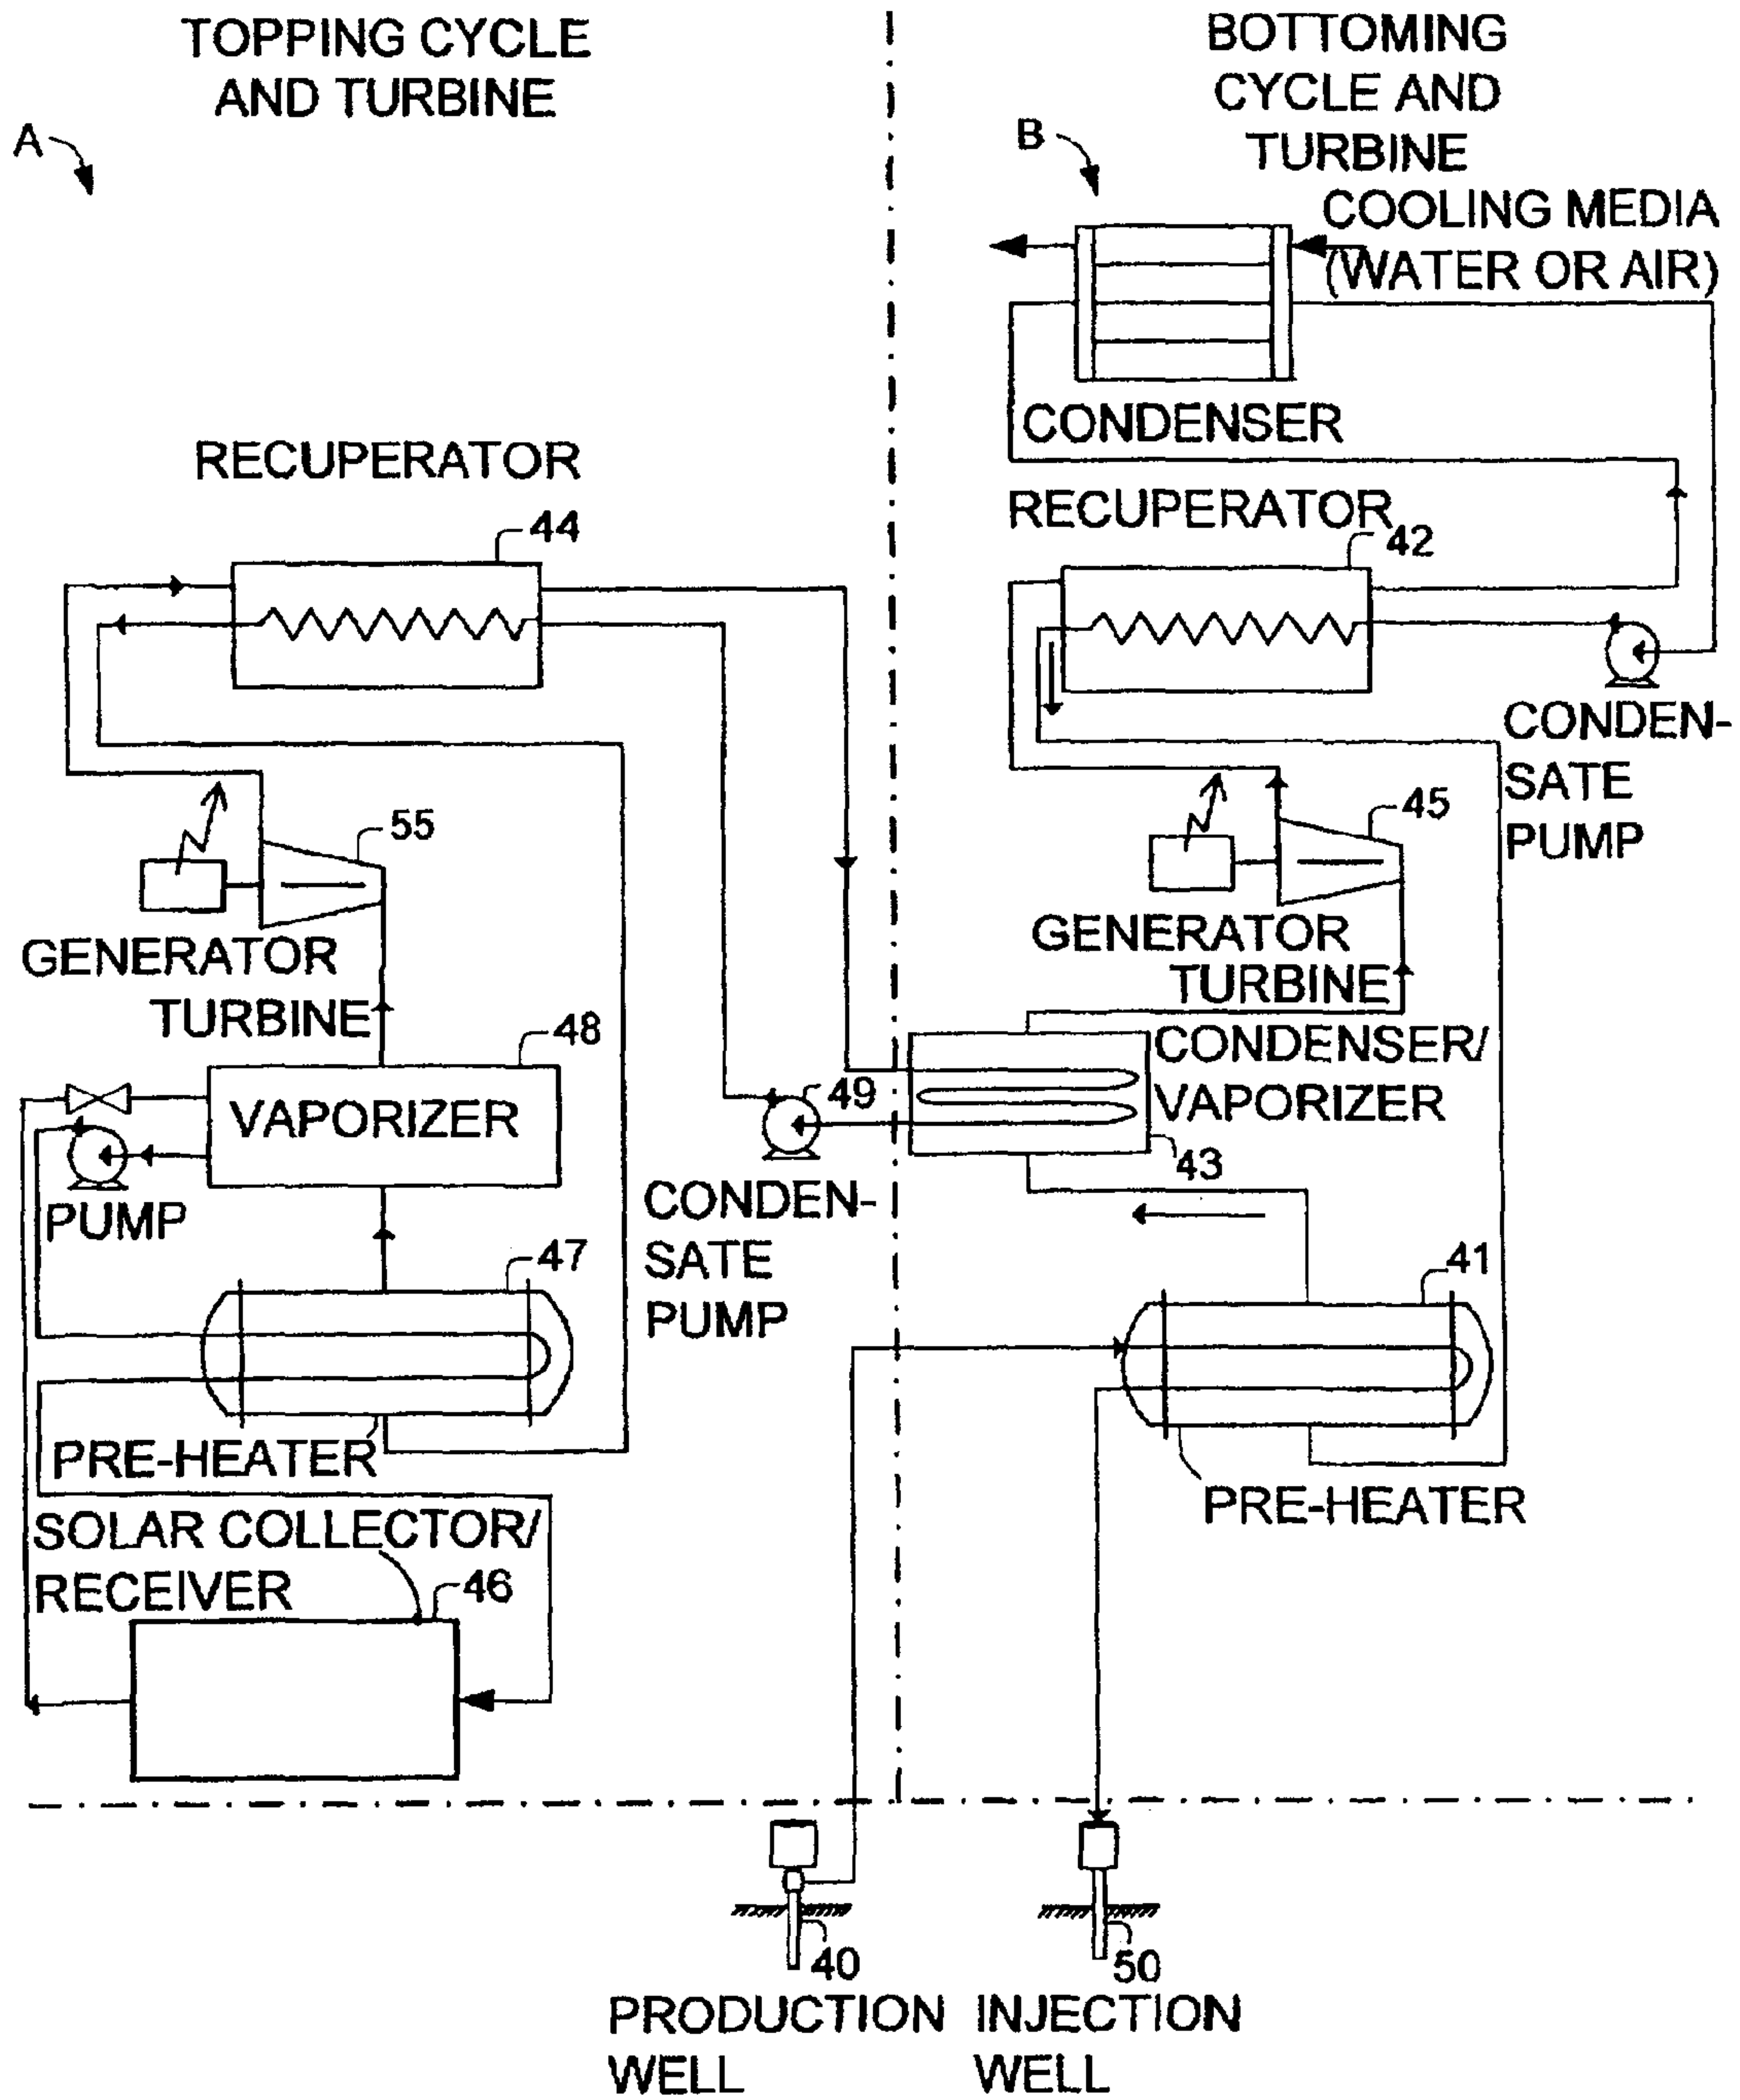 TOPPING CYCLE
AND TURBINE
A
BOTTOMING
CYCLE AND
TURBINE
B
COOLING MEDIA
(WATER OR AIR)
CONDENSER
RECUPERATOR
44
RECUPERATOR
42
CONDEN-
SATE
PUMP
55
GENERATOR
TURBINE
45
GENERATOR
TURBINE
48
VAPORIZER
PUMP
49
CONDEN-
SATE
PUMP
CONDENSER/
VAPORIZER
43
47
PRE-HEATER
41
PRE-HEATER
SOLAR COLLECTOR/
RECEIVER
46
40
PRODUCTION
WELL
50
INJECTION
WELL